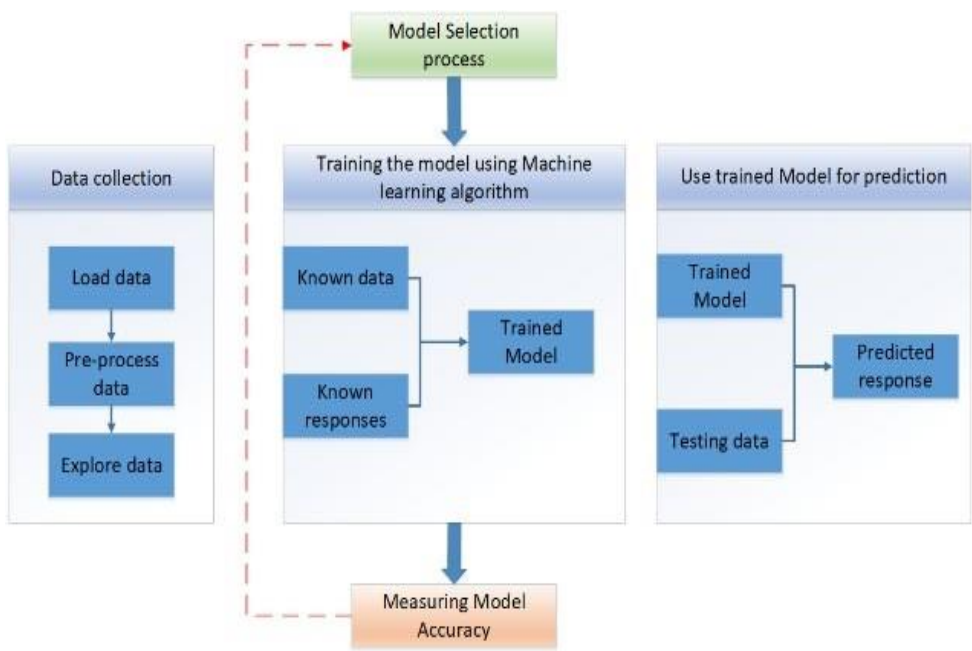 Model Selection
process
Data collection
Load data
Pre-process
data
Explore data
Training the model using Machine
learning algorithm
Known data
Known
responses
Trained
Model
Use trained Model for prediction
Trained
Model
Testing data
Predicted
response
Measuring Model
Accuracy